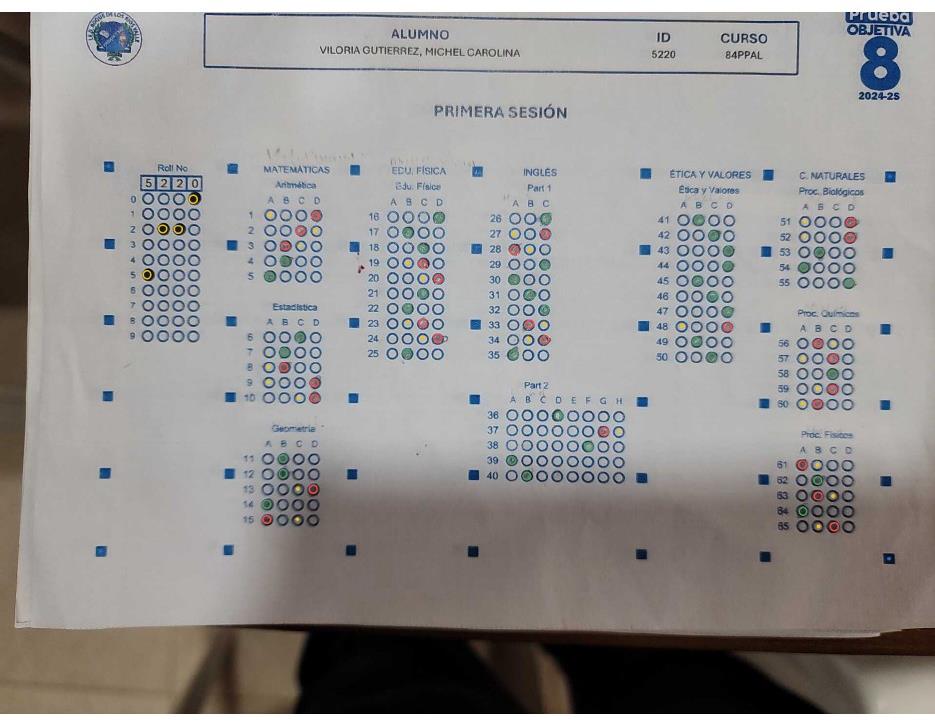 Prueba
OBJETIVA
8
2024-2S
ALUMNO ID CURSO
VILORIA GUTIERREZ, MICHEL CAROLINA 5220 84PPAL
PRIMERA SESIÓN
Roll No
5 2 2 0
0
1
2
3
4
5
6
7
8
9
MATEMÁTICAS
Aritmética
A B C D
1
2
3
4
5
Estadística
A B C D
6
7
8
9
10
Geometría
A B C D
11
12
13
14
15
EDU. FÍSICA
Edu. Física
A B C D
16
17
18
19
20
21
22
23
24
25
INGLÉS
Part 1
A B C
26
27
28
29
30
31
32
33
34
35
Part 2
A B C D E F G H
36
37
38
39
40
ÉTICA Y VALORES
Ética y Valores
A B C D
41
42
43
44
45
46
47
48
49
50
C. NATURALES
Proc. Biológicos
A B C D
51
52
53
54
55
Proc. Químicos
A B C D
56
57
58
59
60
Proc. Físicos
A B C D
61
62
63
64
65